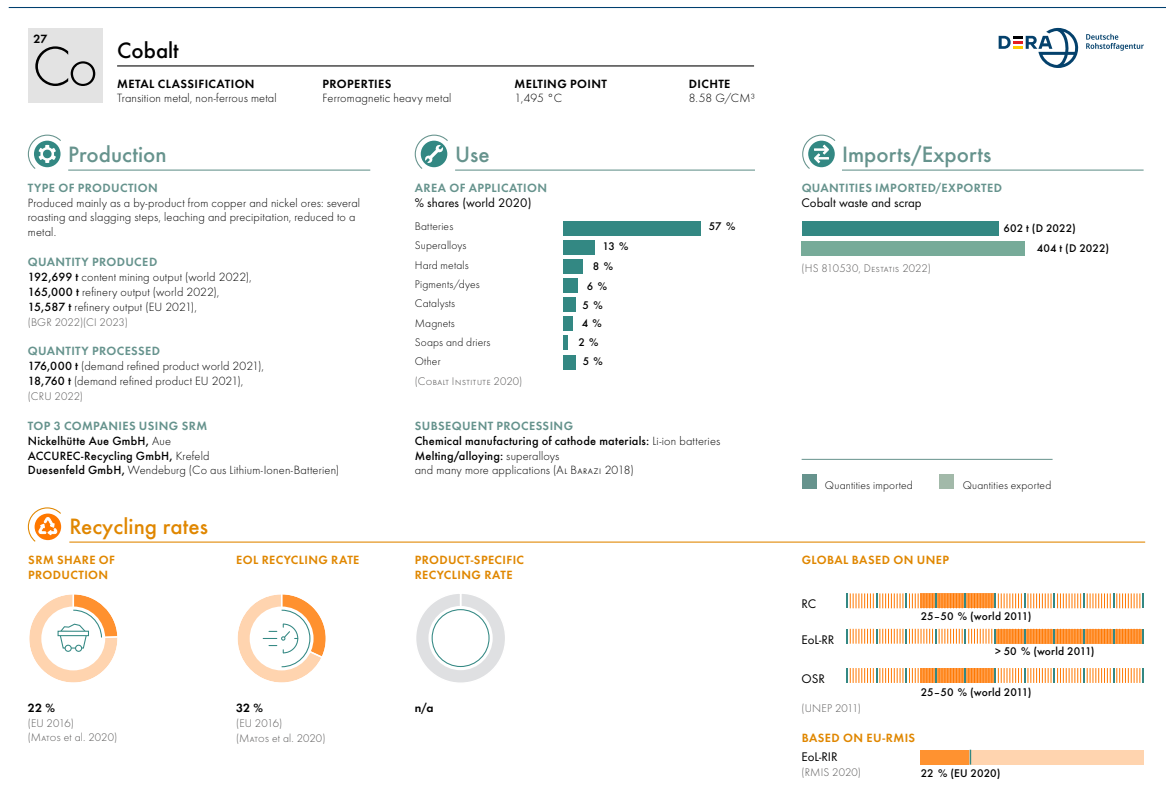 27
Co
Cobalt
DERA
Deutsche
Rohstoffagentur
METAL CLASSIFICATION
Transition metal, non-ferrous metal
PROPERTIES
Ferromagnetic heavy metal
MELTING POINT
1,495 °C
DICHTE
8.58 G/CM³
Production
TYPE OF PRODUCTION
Produced mainly as a by-product from copper and nickel ores: several
roasting and slagging steps, leaching and precipitation, reduced to a
metal.
QUANTITY PRODUCED
192,699 t content mining output (world 2022),
165,000 t refinery output (world 2022),
15,587 t refinery output (EU 2021),
(BGR 2022)(CI 2023)
QUANTITY PROCESSED
176,000 t (demand refined product world 2021),
18,760 t (demand refined product EU 2021),
(CRU 2022)
TOP 3 COMPANIES USING SRM
Nickelhütte Aue GmbH, Aue
ACCUREC-Recycling GmbH, Krefeld
Duesenfeld GmbH, Wendeburg (Co aus Lithium-Ionen-Batterien)
Use
AREA OF APPLICATION
% shares (world 2020)
Batteries 57 %
Superalloys 13 %
Hard metals 8 %
Pigments/dyes 6 %
Catalysts 5 %
Magnets 4 %
Soaps and driers 2 %
Other 5 %
(Cobalt Institute 2020)
SUBSEQUENT PROCESSING
Chemical manufacturing of cathode materials: Li-ion batteries
Melting/alloying: superalloys
and many more applications (Al Barazi 2018)
Imports/Exports
QUANTITIES IMPORTED/EXPORTED
Cobalt waste and scrap
602 t (D 2022)
404 t (D 2022)
(HS 810530, Destatis 2022)
Quantities imported
Quantities exported
Recycling rates
SRM SHARE OF
PRODUCTION
22 %
(EU 2016)
(Matos et al. 2020)
EOL RECYCLING RATE
32 %
(EU 2016)
(Matos et al. 2020)
PRODUCT-SPECIFIC
RECYCLING RATE
n/a
GLOBAL BASED ON UNEP
RC
25–50 % (world 2011)
EoL-RR
> 50 % (world 2011)
OSR
25–50 % (world 2011)
(UNEP 2011)
BASED ON EU-RMIS
EoL-RIR
(RMIS 2020)
22 % (EU 2020)